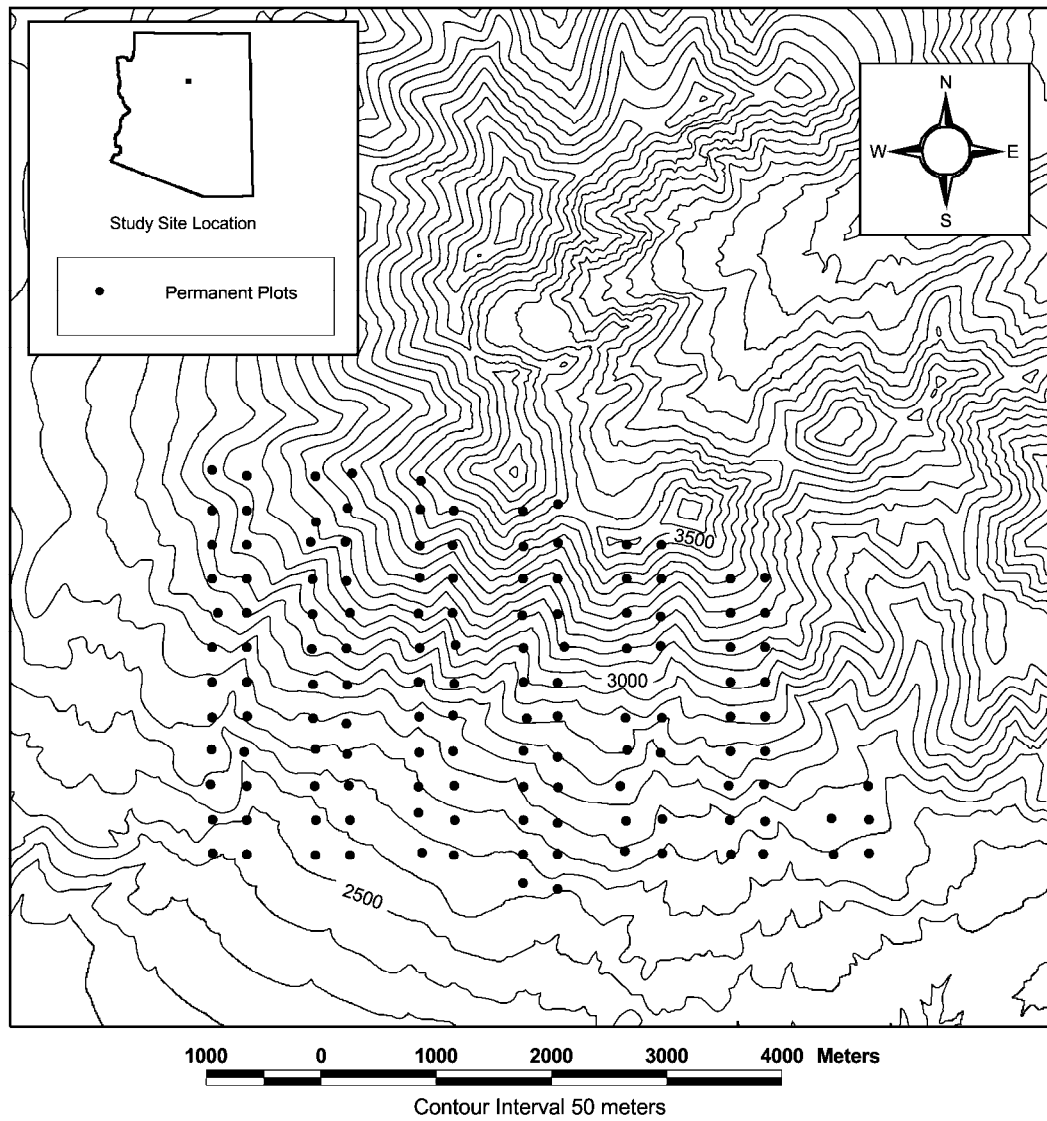 Study Site Location
Permanent Plots
N
W E
S
3500
3000
2500
1000 0 1000 2000 3000 4000 Meters
Contour Interval 50 meters